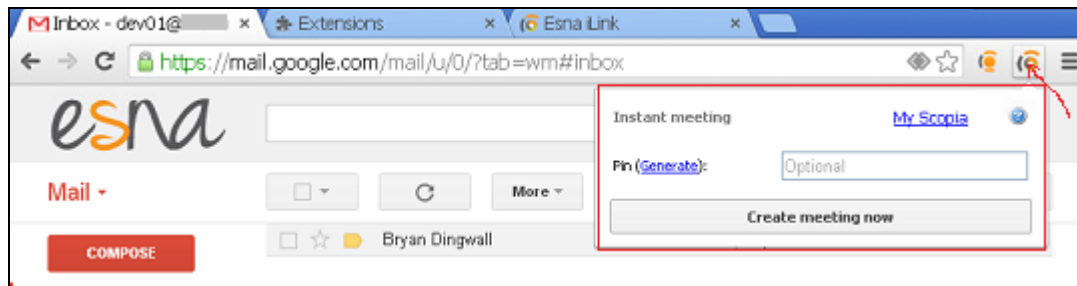 Inbox - dev01@ × Extensions × Esna iLink ×
https://mail.google.com/mail/u/0/?tab=wm#inbox
esna
Instant meeting My Scopia
Pin (Generate): Optional
Mail
More
Create meeting now
COMPOSE
Bryan Dingwall